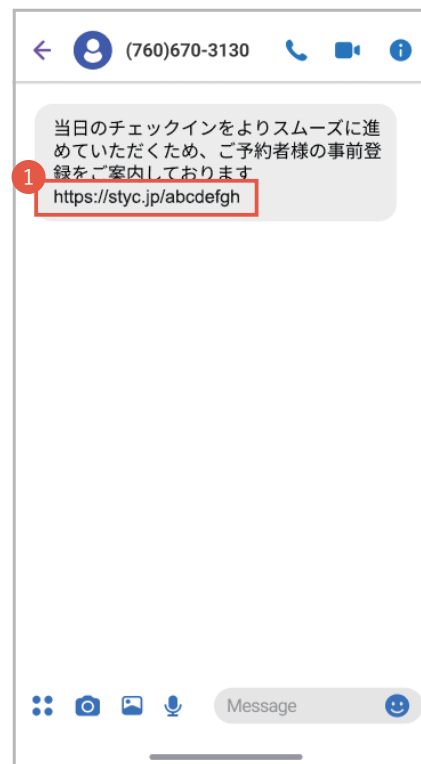 (760)670-3130
当日のチェックインをよりスムーズに進
めていただくため、ご予約者様の事前登
録をご案内しております
1
https://styc.jp/abcdefgh
Message